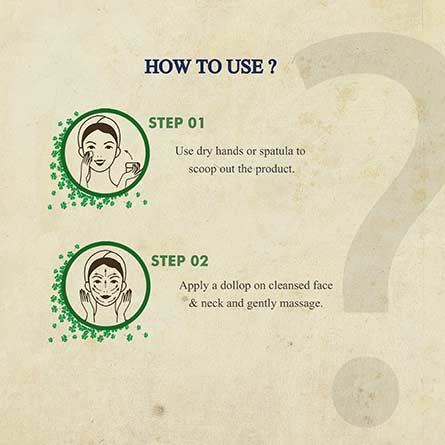 HOW TO USE ?
STEP 01
Use dry hands or spatula to
scoop out the product.
STEP 02
Apply a dollop on cleansed face
& neck and gently massage.